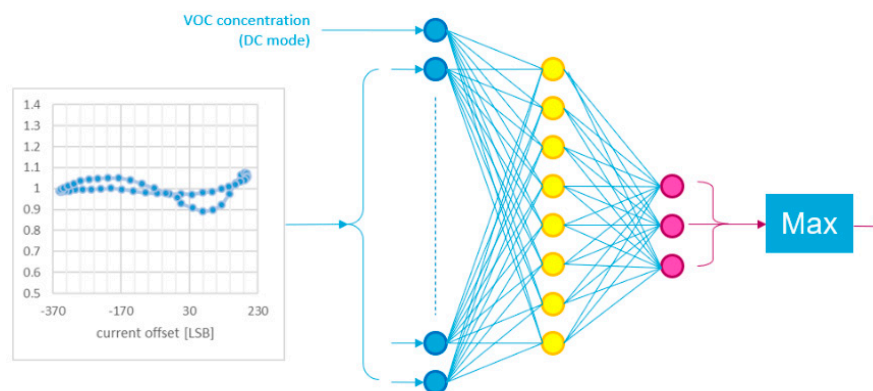 VOC concentration
(DC mode)
1.4
1.3
1.2
1.1
1
0.9
0.8
0.7
0.6
0.5
-370 -170 30 230
current offset [LSB]
Max